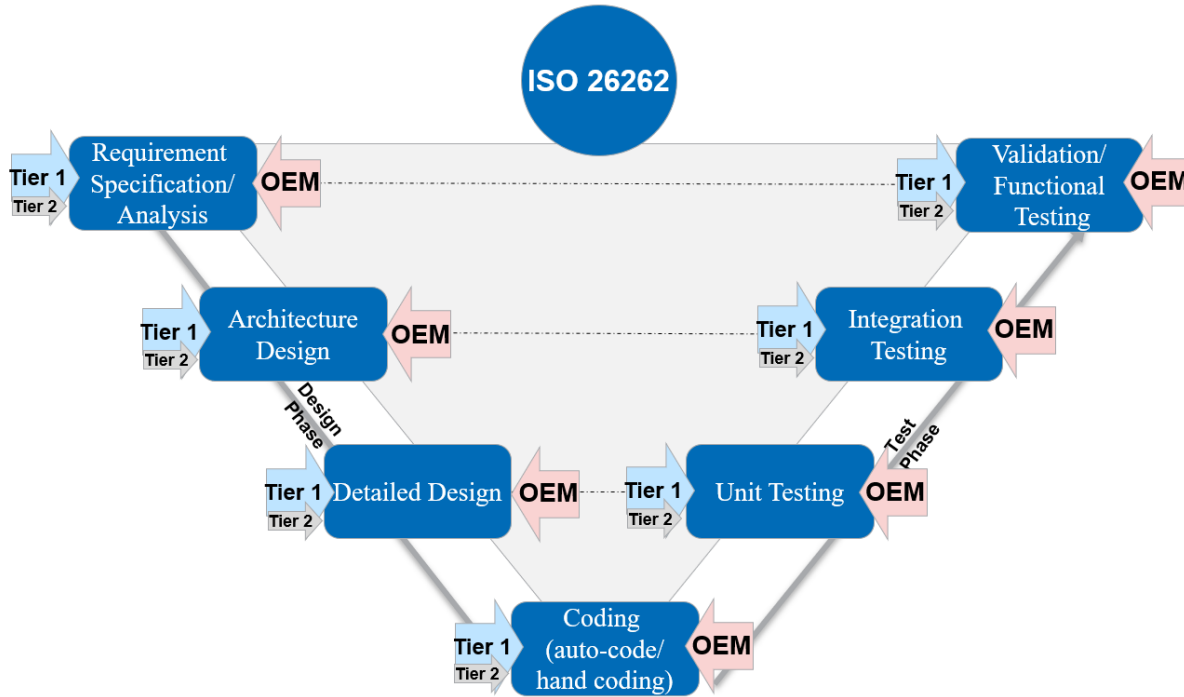 ISO 26262
Tier 1
Tier 2
Requirement
Specification/
Analysis
OEM
Tier 1
Tier 2
Validation/
Functional
Testing
OEM
Tier 1
Tier 2
Architecture
Design
OEM
Tier 1
Tier 2
Integration
Testing
OEM
Design
Phase
Test
Phase
Tier 1
Tier 2
Detailed Design
OEM
Tier 1
Tier 2
Unit Testing
OEM
Tier 1
Tier 2
Coding
(auto-code/
hand coding)
OEM